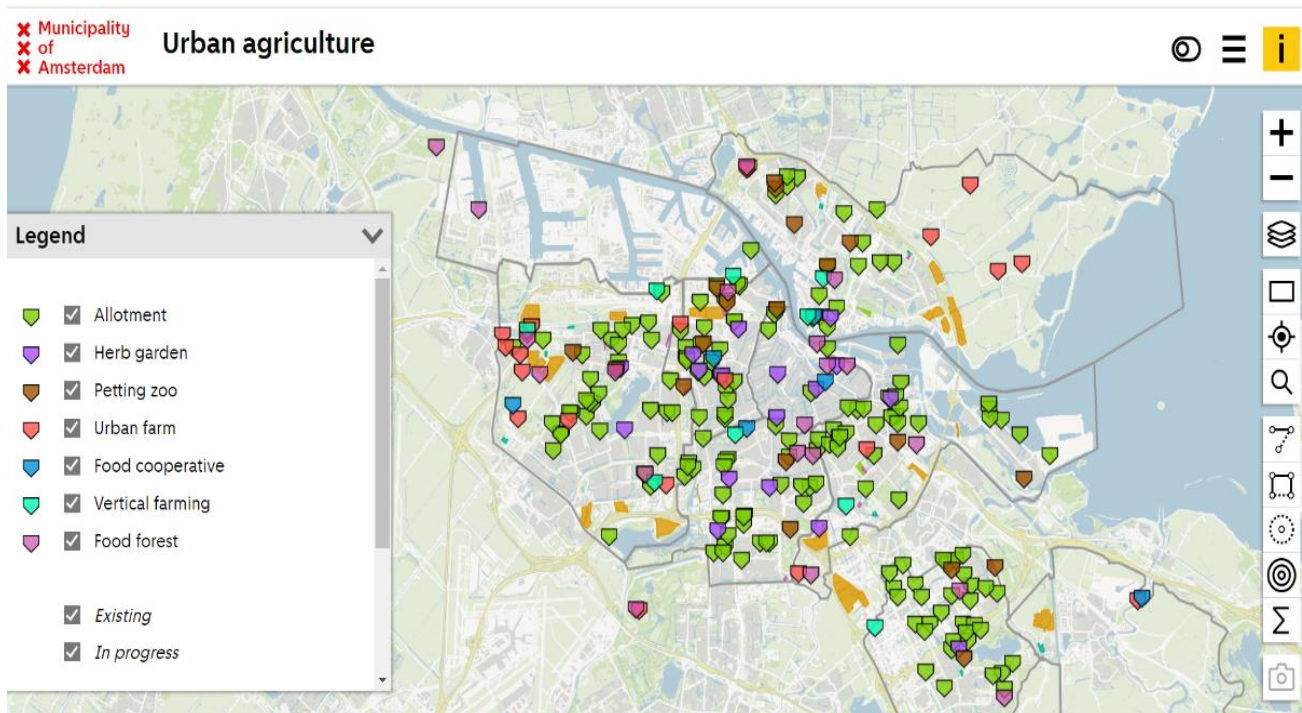 Municipality
of
Amsterdam
Urban agriculture
i
Legend
Allotment
Herb garden
Petting zoo
Urban farm
Food cooperative
Vertical farming
Food forest
Existing
In progress
+
−
Σ